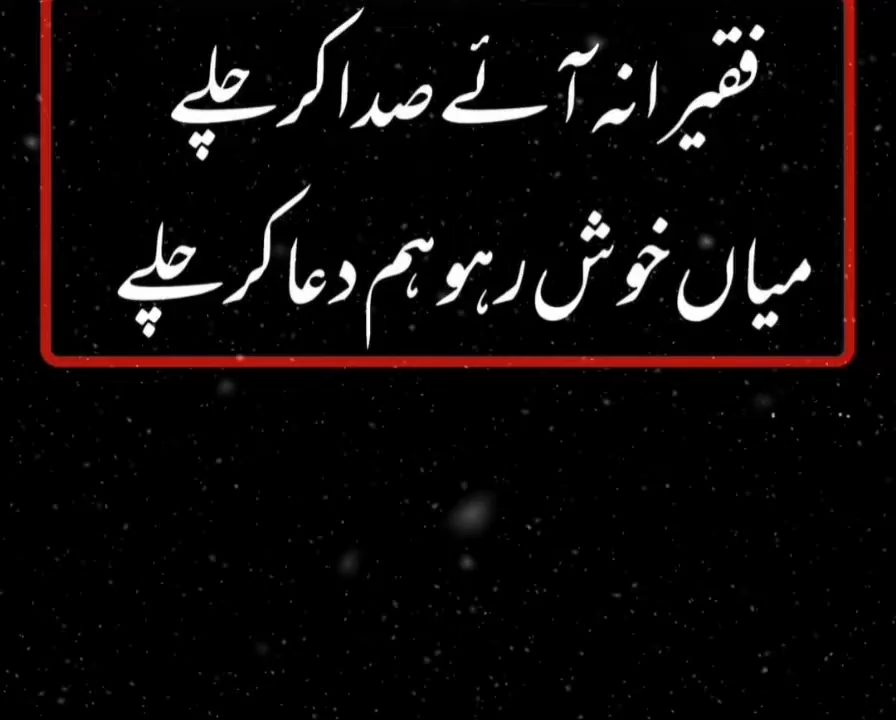 فقیرانہ آئے صدا کر چلے
میاں خوش رہو ہم دعا کر چلے